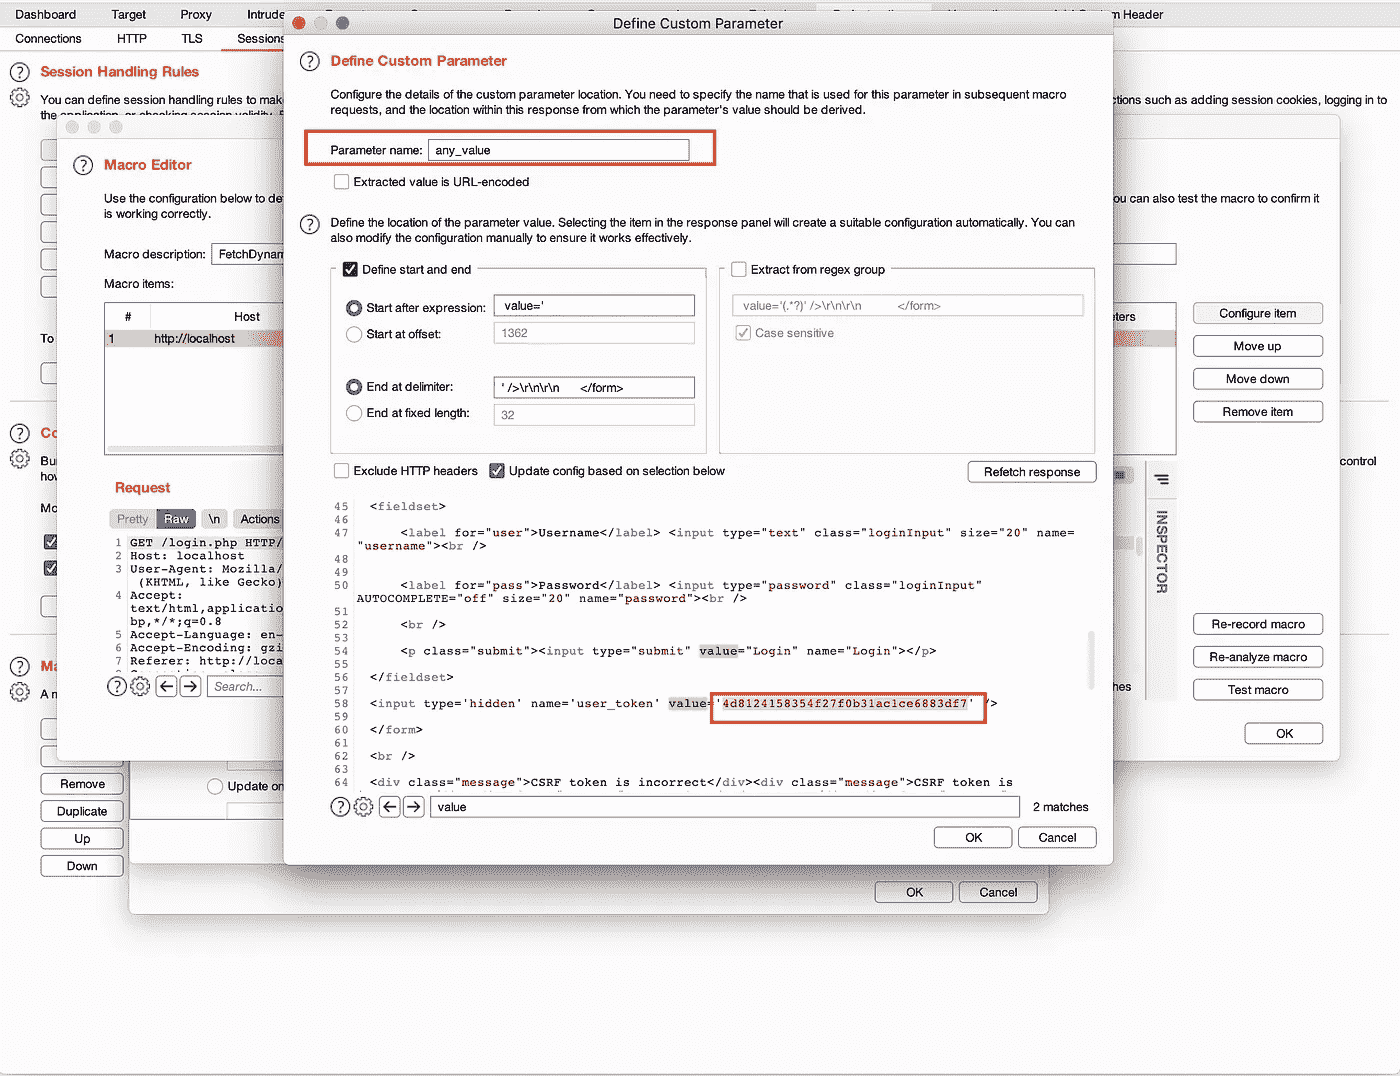 Dashboard Target Proxy Intrude
m Header
Connections HTTP TLS Sessions
Define Custom Parameter
Session Handling Rules
You can define session handling rules to mak
ctions such as adding session cookies, logging in to
Define Custom Parameter
Configure the details of the custom parameter location. You need to specify the name that is used for this parameter in subsequent macro
requests, and the location within this response from which the parameter's value should be derived.
Parameter name: any_value
Extracted value is URL-encoded
Macro Editor
Use the configuration below to de
is working correctly.
ou can also test the macro to confirm it
Macro description: FetchDynam
Macro items:
# Host
eters
1 http://localhost
To
Define the location of the parameter value. Selecting the item in the response panel will create a suitable configuration automatically. You can
also modify the configuration manually to ensure it works effectively.
Define start and end
Start after expression: value='
Start at offset: 1362
End at delimiter: ' />\r\n\r\n </form>
End at fixed length: 32
Extract from regex group
value='(.*?)' />\r\n\r\n </form>
Case sensitive
Configure item
Move up
Move down
Remove item
Exclude HTTP headers
Update config based on selection below
Refetch response
Co
Bu
how
control
Mo
Request
Pretty Raw \n Actions
1 GET /login.php HTTP/
2 Host: localhost
3 User-Agent: Mozilla/
(KHTML, like Gecko)
4 Accept:
text/html,application
bp,*/*;q=0.8
5 Accept-Language: en-
6 Accept-Encoding: gzi
7 Referer: http://loca
Search...
45 <fieldset>
46
47 <label for="user">Username</label> <input type="text" class="loginInput" size="20" name=
"username"><br />
48
49
50 <label for="pass">Password</label> <input type="password" class="loginInput"
AUTOCOMPLETE="off" size="20" name="password"><br />
51
52 <br />
53
54 <p class="submit"><input type="submit" value="Login" name="Login"></p>
55
56 </fieldset>
57
58 <input type='hidden' name='user_token' value='4d8124158354f27f0b31ac1ce6883df7' />
59
60 </form>
61
62 <br />
63
64 <div class="message">CSRF token is incorrect</div><div class="message">CSRF token is
value
2 matches
OK Cancel
INSPECTOR
Re-record macro
Re-analyze macro
Test macro
hes
OK
Ma
A m
Remove
Duplicate
Up
Down
Update on
OK Cancel